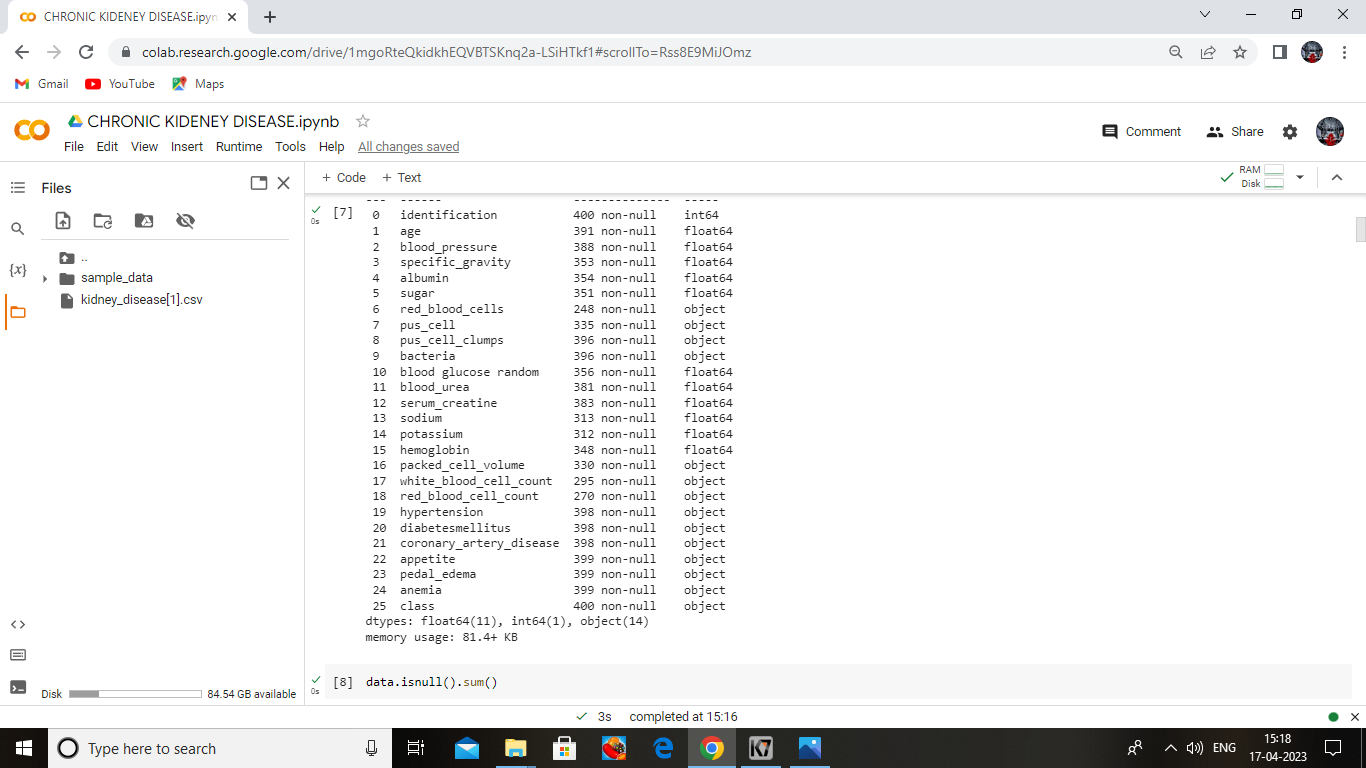 CHRONIC KIDENEY DISEASE.ipyn
colab.research.google.com/drive/1mgoRteQkidkhEQVBTSKnq2a-LSiHTkf1#scrollTo=Rss8E9MiJOmz
Gmail YouTube Maps
CHRONIC KIDENEY DISEASE.ipynb
Comment Share
File Edit View Insert Runtime Tools Help All changes saved
Files
+ Code + Text
RAM
Disk
..
sample_data
kidney_disease[1].csv
{x}
[7]
0s
--- ------ -------------- -----
0 identification 400 non-null int64
1 age 391 non-null float64
2 blood_pressure 388 non-null float64
3 specific_gravity 353 non-null float64
4 albumin 354 non-null float64
5 sugar 351 non-null float64
6 red_blood_cells 248 non-null object
7 pus_cell 335 non-null object
8 pus_cell_clumps 396 non-null object
9 bacteria 396 non-null object
10 blood glucose random 356 non-null float64
11 blood_urea 381 non-null float64
12 serum_creatine 383 non-null float64
13 sodium 313 non-null float64
14 potassium 312 non-null float64
15 hemoglobin 348 non-null float64
16 packed_cell_volume 330 non-null object
17 white_blood_cell_count 295 non-null object
18 red_blood_cell_count 270 non-null object
19 hypertension 398 non-null object
20 diabetesmellitus 398 non-null object
21 coronary_artery_disease 398 non-null object
22 appetite 399 non-null object
23 pedal_edema 399 non-null object
24 anemia 399 non-null object
25 class 400 non-null object
dtypes: float64(11), int64(1), object(14)
memory usage: 81.4+ KB
[8] data.isnull().sum()
0s
Disk 84.54 GB available
3s completed at 15:16
Type here to search
K7
ENG
15:18
17-04-2023